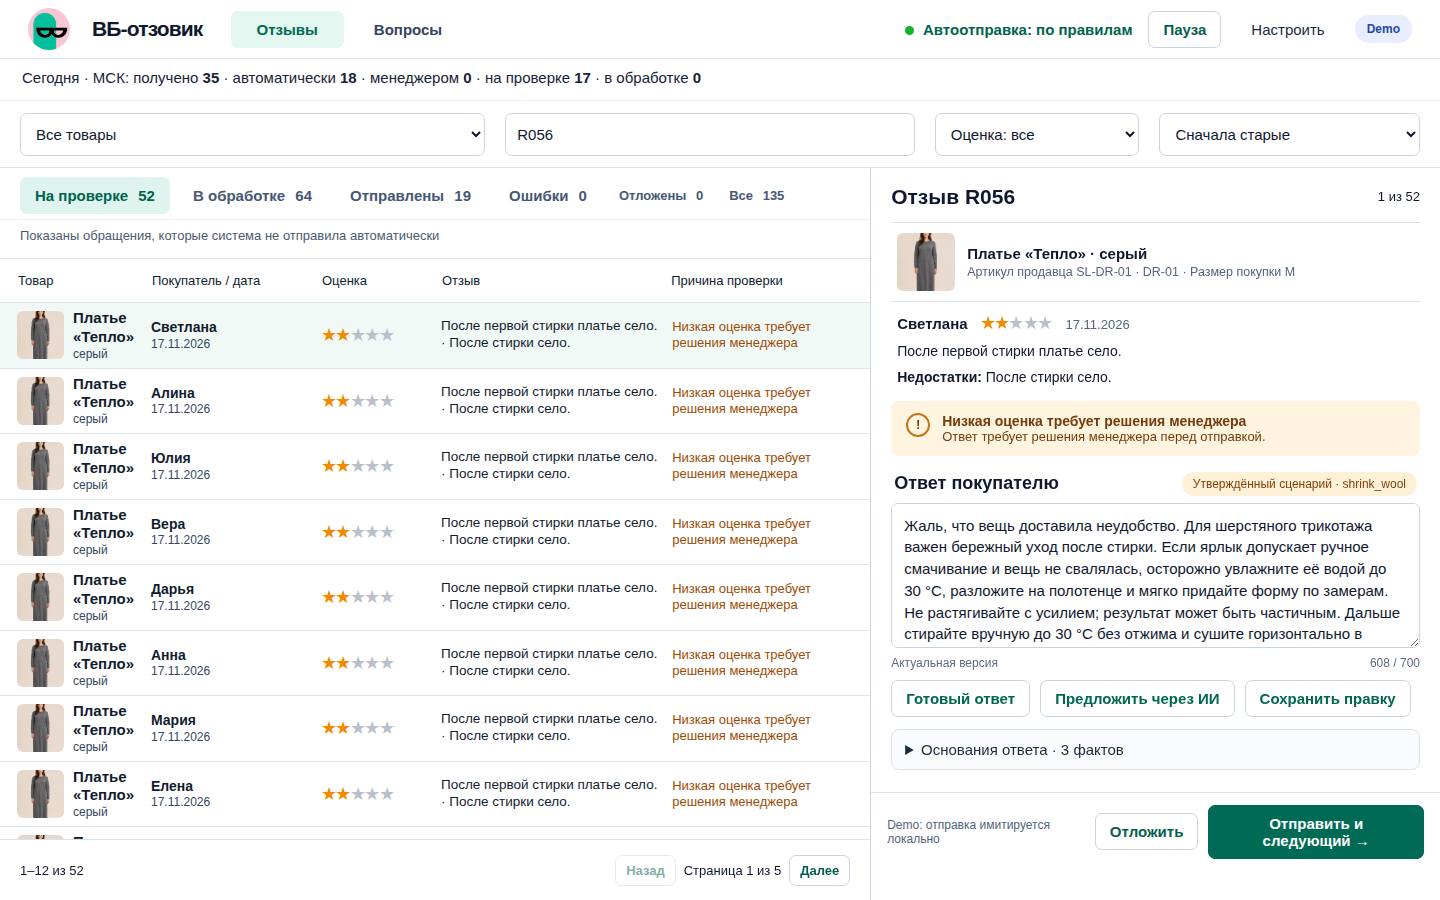 ВБ-отзовик
Отзывы
Вопросы
Автоотправка: по правилам
Пауза
Настроить
Demo
Сегодня · МСК: получено 35 · автоматически 18 · менеджером 0 · на проверке 17 · в обработке 0
Все товары
R056
Оценка: все
Сначала старые
На проверке 52
В обработке 64
Отправлены 19
Ошибки 0
Отложены 0
Все 135
Показаны обращения, которые система не отправила автоматически
Товар
Покупатель / дата
Оценка
Отзыв
Причина проверки
Платье
«Тепло»
серый
Светлана
17.11.2026
После первой стирки платье село.
· После стирки село.
Низкая оценка требует
решения менеджера
Платье
«Тепло»
серый
Алина
17.11.2026
После первой стирки платье село.
· После стирки село.
Низкая оценка требует
решения менеджера
Платье
«Тепло»
серый
Юлия
17.11.2026
После первой стирки платье село.
· После стирки село.
Низкая оценка требует
решения менеджера
Платье
«Тепло»
серый
Вера
17.11.2026
После первой стирки платье село.
· После стирки село.
Низкая оценка требует
решения менеджера
Платье
«Тепло»
серый
Дарья
17.11.2026
После первой стирки платье село.
· После стирки село.
Низкая оценка требует
решения менеджера
Платье
«Тепло»
серый
Анна
17.11.2026
После первой стирки платье село.
· После стирки село.
Низкая оценка требует
решения менеджера
Платье
«Тепло»
серый
Мария
17.11.2026
После первой стирки платье село.
· После стирки село.
Низкая оценка требует
решения менеджера
Платье
«Тепло»
серый
Елена
17.11.2026
После первой стирки платье село.
· После стирки село.
Низкая оценка требует
решения менеджера
1–12 из 52
Назад
Страница 1 из 5
Далее
Отзыв R056
1 из 52
Платье «Тепло» · серый
Артикул продавца SL-DR-01 · DR-01 · Размер покупки M
Светлана
17.11.2026
После первой стирки платье село.
Недостатки: После стирки село.
!
Низкая оценка требует решения менеджера
Ответ требует решения менеджера перед отправкой.
Ответ покупателю
Утверждённый сценарий · shrink_wool
Жаль, что вещь доставила неудобство. Для шерстяного трикотажа
важен бережный уход после стирки. Если ярлык допускает ручное
смачивание и вещь не свалялась, осторожно увлажните её водой до
30 °C, разложите на полотенце и мягко придайте форму по замерам.
Не растягивайте с усилием; результат может быть частичным. Дальше
стирайте вручную до 30 °C без отжима и сушите горизонтально в
Актуальная версия
608 / 700
Готовый ответ
Предложить через ИИ
Сохранить правку
Основания ответа · 3 фактов
Demo: отправка имитируется
локально
Отложить
Отправить и
следующий →